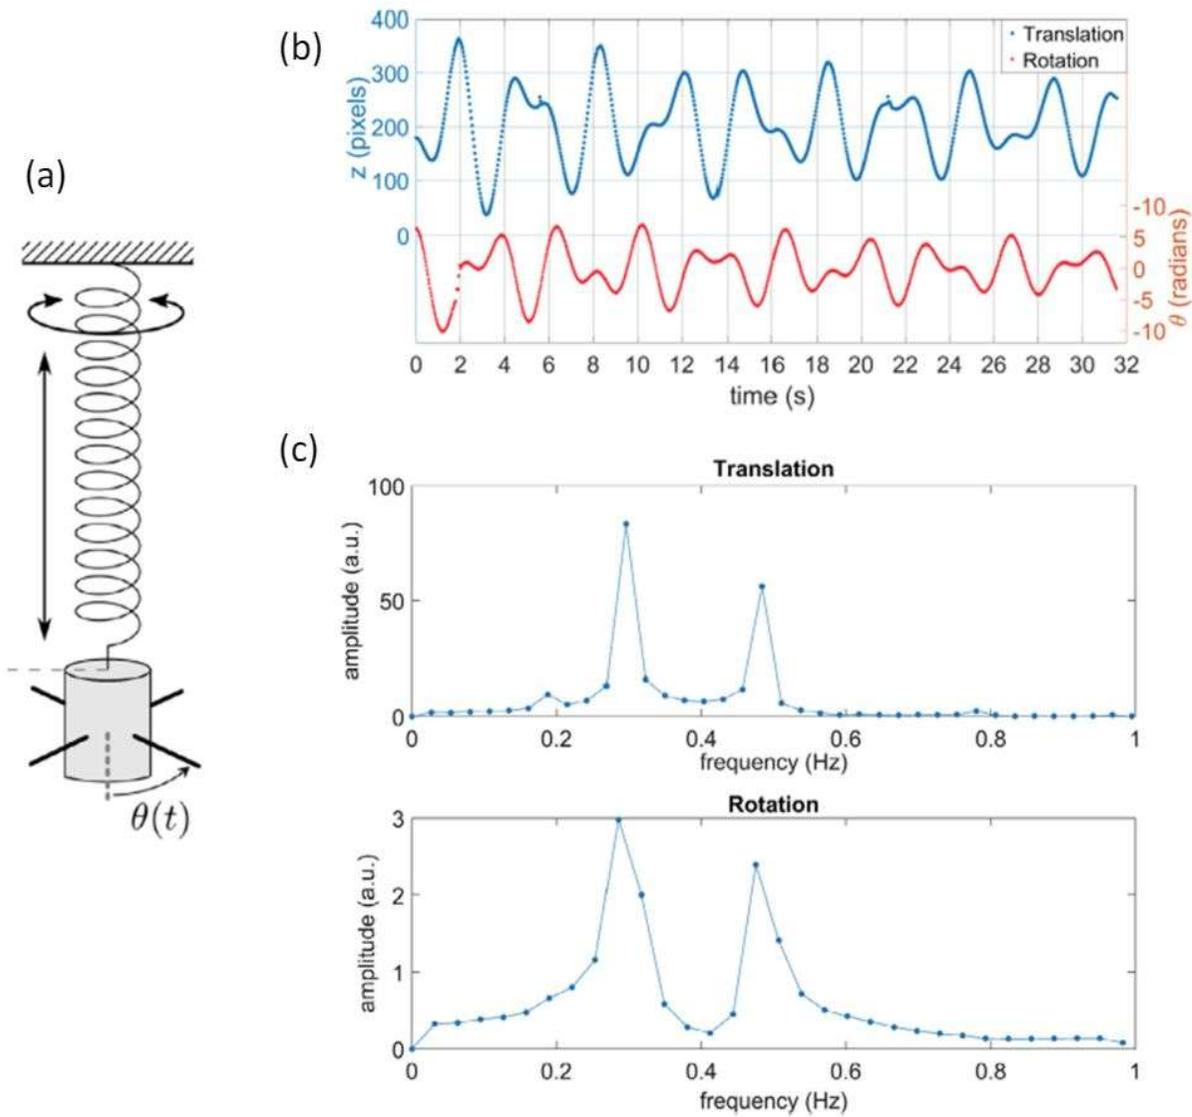 (a)
θ(t)
(b)
z (pixels)
400
300
200
100
0
Translation
Rotation
-10
5
0
-5
-10
θ (radians)
0 2 4 6 8 10 12 14 16 18 20 22 24 26 28 30 32
time (s)
(c)
Translation
amplitude (a.u.)
100
50
0
0 0.2 0.4 0.6 0.8 1
frequency (Hz)
Rotation
amplitude (a.u.)
3
2
1
0
0 0.2 0.4 0.6 0.8 1
frequency (Hz)